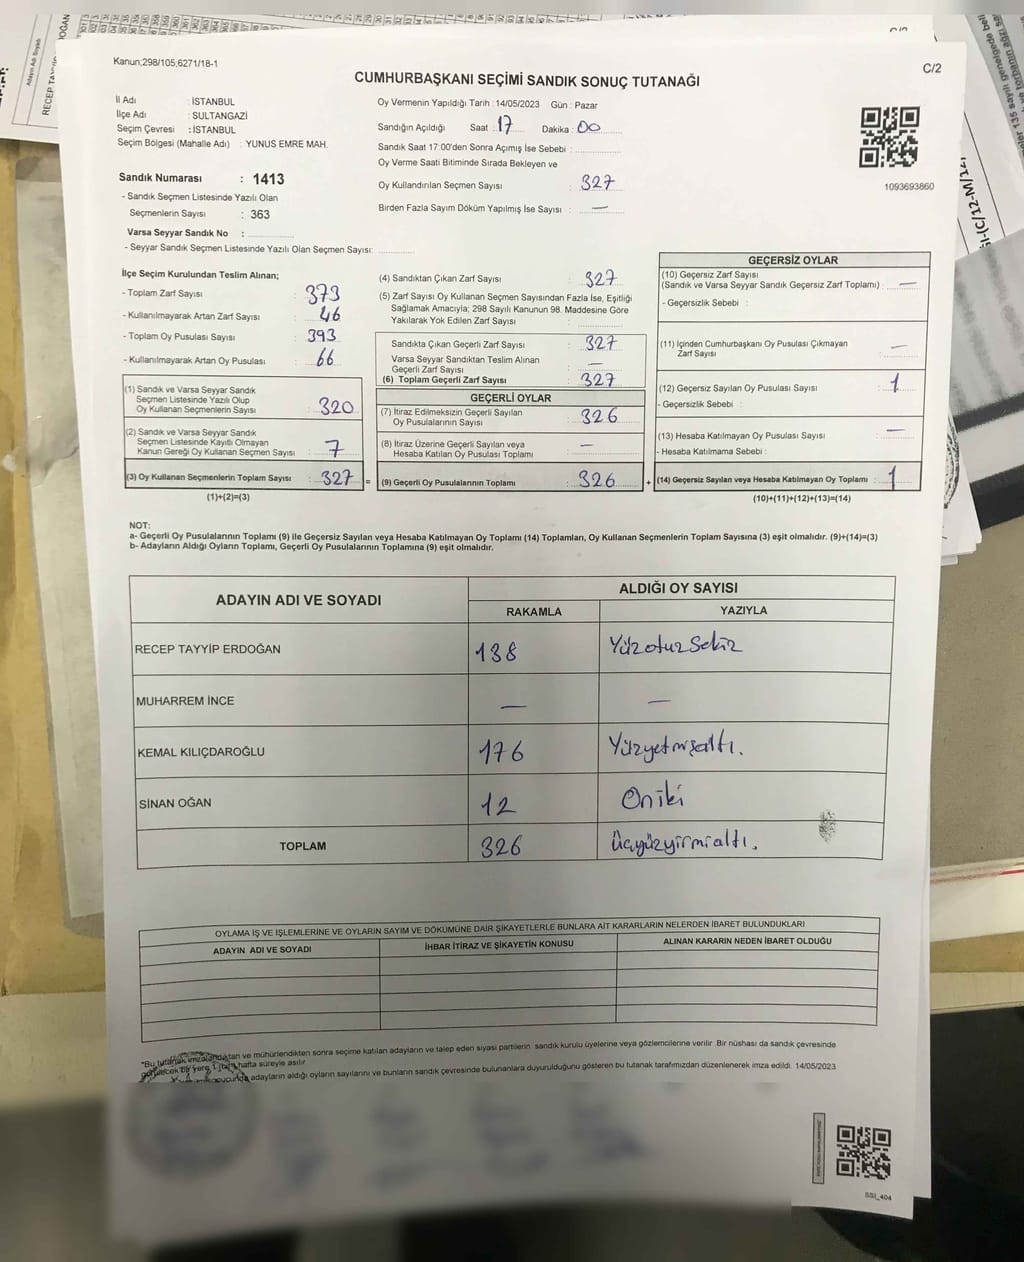 Kanun;298/105;6271/18-1
C/2
CUMHURBAŞKANI SEÇİMİ SANDIK SONUÇ TUTANAĞI
İl Adı : İSTANBUL
İlçe Adı : SULTANGAZİ
Seçim Çevresi : İSTANBUL
Seçim Bölgesi (Mahalle Adı) : YUNUS EMRE MAH.
Sandık Numarası : 1413
- Sandık Seçmen Listesinde Yazılı Olan
Seçmenlerin Sayısı : 363
Varsa Seyyar Sandık No :
- Seyyar Sandık Seçmen Listesinde Yazılı Olan Seçmen Sayısı:
Oy Vermenin Yapıldığı Tarih : 14/05/2023 Gün : Pazar
Sandığın Açıldığı Saat : 17 Dakika : 00
Sandık Saat 17:00'den Sonra Açımış İse Sebebi :
Oy Verme Saati Bitiminde Sırada Bekleyen ve
Oy Kullandırılan Seçmen Sayısı : 327
Birden Fazla Sayım Döküm Yapılmış İse Sayısı : —
1093693860
İlçe Seçim Kurulundan Teslim Alınan;
- Toplam Zarf Sayısı : 373
- Kullanılmayarak Artan Zarf Sayısı : 46
- Toplam Oy Pusulası Sayısı : 393
- Kullanılmayarak Artan Oy Pusulası : 66
(1) Sandık ve Varsa Seyyar Sandık
Seçmen Listesinde Yazılı Olup
Oy Kullanan Seçmenlerin Sayısı : 320
(2) Sandık ve Varsa Seyyar Sandık
Seçmen Listesinde Kayıtlı Olmayan
Kanun Gereği Oy Kullanan Seçmen Sayısı : 7
(3) Oy Kullanan Seçmenlerin Toplam Sayısı : 327 =
(1)+(2)=(3)
(4) Sandıktan Çıkan Zarf Sayısı : 327
(5) Zarf Sayısı Oy Kullanan Seçmen Sayısından Fazla İse, Eşitliği
Sağlamak Amacıyla; 298 Sayılı Kanunun 98. Maddesine Göre
Yakılarak Yok Edilen Zarf Sayısı :
Sandıkta Çıkan Geçerli Zarf Sayısı : 327
Varsa Seyyar Sandıktan Teslim Alınan
Geçerli Zarf Sayısı : —
(6) Toplam Geçerli Zarf Sayısı : 327
GEÇERLİ OYLAR
(7) İtiraz Edilmeksizin Geçerli Sayılan
Oy Pusulalarının Sayısı : 326
(8) İtiraz Üzerine Geçerli Sayılan veya
Hesaba Katılan Oy Pusulası Toplamı : —
(9) Geçerli Oy Pusulalarının Toplamı : 326 +
GEÇERSİZ OYLAR
(10) Geçersiz Zarf Sayısı
(Sandık ve Varsa Seyyar Sandık Geçersiz Zarf Toplamı) : —
- Geçersizlik Sebebi :
(11) İçinden Cumhurbaşkanı Oy Pusulası Çıkmayan
Zarf Sayısı : —
(12) Geçersiz Sayılan Oy Pusulası Sayısı : 1
- Geçersizlik Sebebi :
(13) Hesaba Katılmayan Oy Pusulası Sayısı : —
- Hesaba Katılmama Sebebi :
(14) Geçersiz Sayılan veya Hesaba Katılmayan Oy Toplamı : 1
(10)+(11)+(12)+(13)=(14)
NOT:
a- Geçerli Oy Pusulasının Toplamı (9) ile Geçersiz Sayılan veya Hesaba Katılmayan Oy Toplamı (14) Toplamları, Oy Kullanan Seçmenlerin Toplam Sayısına (3) eşit olmalıdır. (9)+(14)=(3)
b- Adayların Aldığı Oyların Toplamı, Geçerli Oy Pusulalarının Toplamına (9) eşit olmalıdır.
ADAYIN ADI VE SOYADI ALDIĞI OY SAYISI
RAKAMLA YAZIYLA
RECEP TAYYİP ERDOĞAN 138 Yüzotuzsekiz
MUHARREM İNCE — —
KEMAL KILIÇDAROĞLU 176 Yüzyetmişaltı.
SİNAN OĞAN 12 Oniki
TOPLAM 326 Üçyüzyirmialtı.
OYLAMA İŞ VE İŞLEMLERİNE VE OYLARIN SAYIM VE DÖKÜMÜNE DAİR ŞİKAYETLERLE BUNLARA AİT KARARLARIN NELERDEN İBARET BULUNDUKLARI
ADAYIN ADI VE SOYADI İHBAR İTİRAZ VE ŞİKAYETİN KONUSU ALINAN KARARIN NEDEN İBARET OLDUĞU
"Bu tutanak imzalandıktan ve mühürlendikten sonra seçime katılan adayların ve talep eden siyasi partilerin sandık kurulu üyelerine veya gözlemcilerine verilir. Bir nüshası da sandık çevresinde
görülecek bir yere 1 hafta süreyle asılır
adayların aldığı oyların sayılarını ve bunların sandık çevresinde bulunanlara duyurulduğunu gösteren bu tutanak tarafımızdan düzenlenerek imza edildi. 14/05/2023
SSI_404